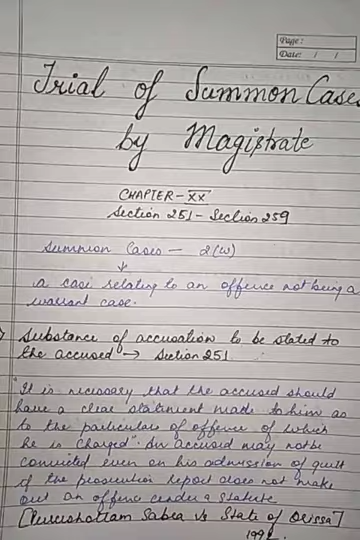 Page:
Date: / /
Trial of Summon Cases
by Magistrate
CHAPTER-XX
Section 251 - Section 259
Summon Cases — 2(w)
↓
a case relating to an offence not being a
warrant case.
Substance of accusation to be stated to
the accused → Section 251
"It is necessary that the accused should
have a clear statement made to him as
to the particulars of offence of which
he is charged". An accused may not be
convicted even on his admission of guilt
if the prosecution report does not make
out an offence under a statute
[Purushottam Sabra Vs State of Orissa]